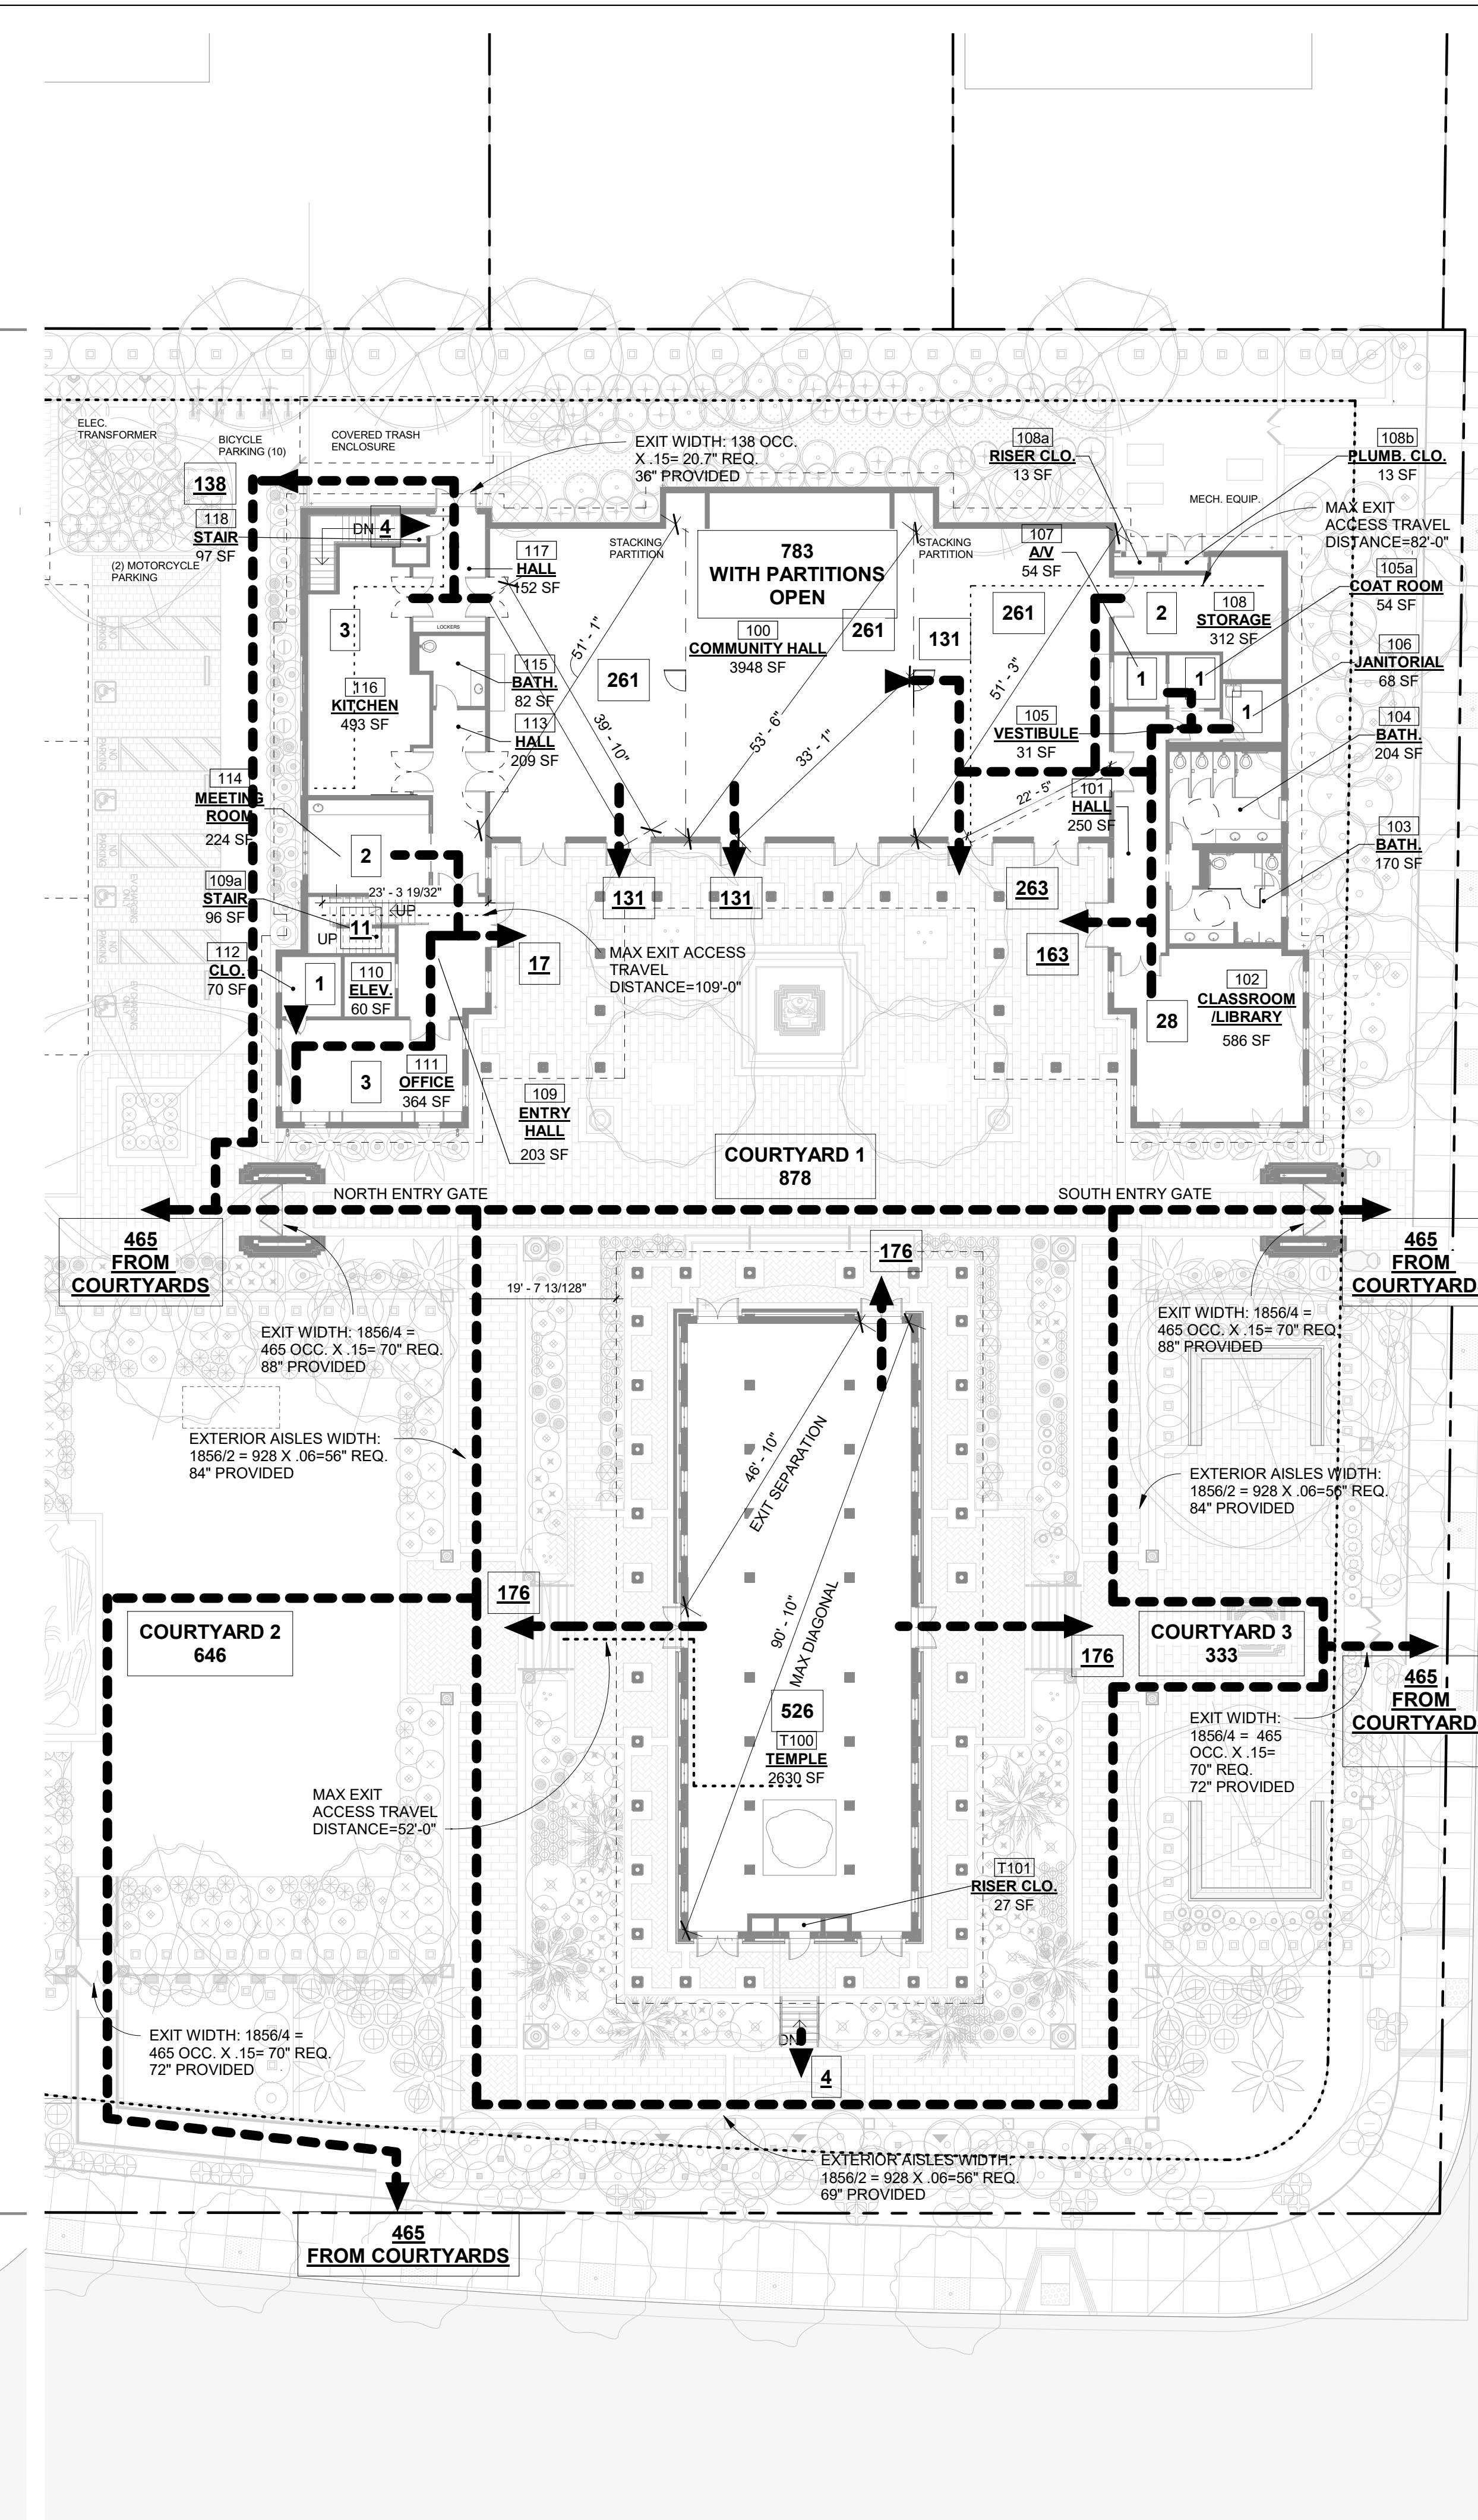 ELEC.
TRANSFORMER
BICYCLE
PARKING (10)
COVERED TRASH
ENCLOSURE
EXIT WIDTH: 138 OCC.
X .15= 20.7" REQ.
36" PROVIDED
108a
RISER CLO.
13 SF
108b
PLUMB. CLO.
13 SF
138
118
STAIR
97 SF
DN
4
(2) MOTORCYCLE
PARKING
117
HALL
152 SF
STACKING
PARTITION
783
WITH PARTITIONS
OPEN
STACKING
PARTITION
107
A/V
54 SF
MECH. EQUIP.
MAX EXIT
ACCESS TRAVEL
DISTANCE=82'-0"
105a
COAT ROOM
54 SF
3
LOCKERS
51' - 1"
100
COMMUNITY HALL
3948 SF
261
261
261
131
2
108
STORAGE
312 SF
106
JANITORIAL
68 SF
116
KITCHEN
493 SF
115
BATH.
82 SF
113
HALL
209 SF
39' - 10"
53' - 6"
33' - 1"
51' - 3"
105
VESTIBULE
31 SF
1
1
1
104
BATH.
204 SF
114
MEETING
ROOM
224 SF
22' - 5"
101
HALL
250 SF
103
BATH.
170 SF
NO
PARKING
NO
PARKING
NO
PARKING
EV CHARGING
ONLY
NO
PARKING
EV CHARGING
ONLY
2
109a
STAIR
96 SF
23' - 3 19/32"
UP
11
UP
131
131
263
17
163
112
CLO.
70 SF
1
110
ELEV.
60 SF
MAX EXIT ACCESS
TRAVEL
DISTANCE=109'-0"
102
CLASSROOM
/LIBRARY
586 SF
28
3
111
OFFICE
364 SF
109
ENTRY
HALL
203 SF
COURTYARD 1
878
NORTH ENTRY GATE
SOUTH ENTRY GATE
465
FROM
COURTYARDS
176
465
FROM
COURTYARD
19' - 7 13/128"
EXIT WIDTH: 1856/4 =
465 OCC. X .15= 70" REQ.
88" PROVIDED
EXIT WIDTH: 1856/4 =
465 OCC. X .15= 70" REQ.
88" PROVIDED
EXTERIOR AISLES WIDTH:
1856/2 = 928 X .06=56" REQ.
84" PROVIDED
46' - 10"
EXIT SEPARATION
EXTERIOR AISLES WIDTH:
1856/2 = 928 X .06=56" REQ.
84" PROVIDED
176
COURTYARD 2
646
90' - 10"
MAX DIAGONAL
176
COURTYARD 3
333
465
FROM
COURTYARD
526
T100
TEMPLE
2630 SF
EXIT WIDTH:
1856/4 = 465
OCC. X .15=
70" REQ.
72" PROVIDED
MAX EXIT
ACCESS TRAVEL
DISTANCE=52'-0"
T101
RISER CLO.
27 SF
EXIT WIDTH: 1856/4 =
465 OCC. X .15= 70" REQ.
72" PROVIDED
DN
4
EXTERIOR AISLES WIDTH:
1856/2 = 928 X .06=56" REQ.
69" PROVIDED
465
FROM COURTYARDS